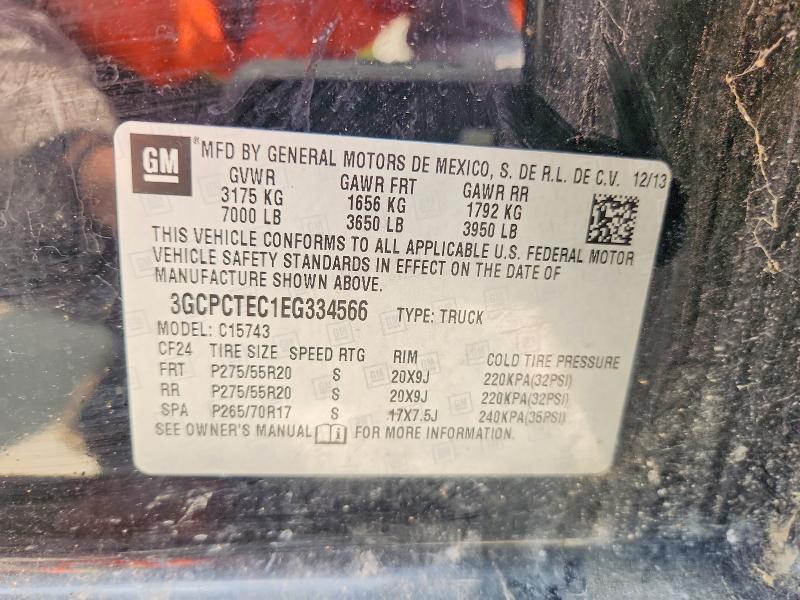 GM ® MFD BY GENERAL MOTORS DE MEXICO, S. DE R.L. DE C.V. 12/13
GVWR GAWR FRT GAWR RR
3175 KG 1656 KG 1792 KG
7000 LB 3650 LB 3950 LB
THIS VEHICLE CONFORMS TO ALL APPLICABLE U.S. FEDERAL MOTOR
VEHICLE SAFETY STANDARDS IN EFFECT ON THE DATE OF
MANUFACTURE SHOWN ABOVE.
3GCPCTEC1EG334566 TYPE: TRUCK
MODEL: C15743
CF24 TIRE SIZE SPEED RTG RIM COLD TIRE PRESSURE
FRT P275/55R20 S 20X9J 220KPA(32PSI)
RR P275/55R20 S 20X9J 220KPA(32PSI)
SPA P265/70R17 S 17X7.5J 240KPA(35PSI)
SEE OWNER'S MANUAL i FOR MORE INFORMATION.